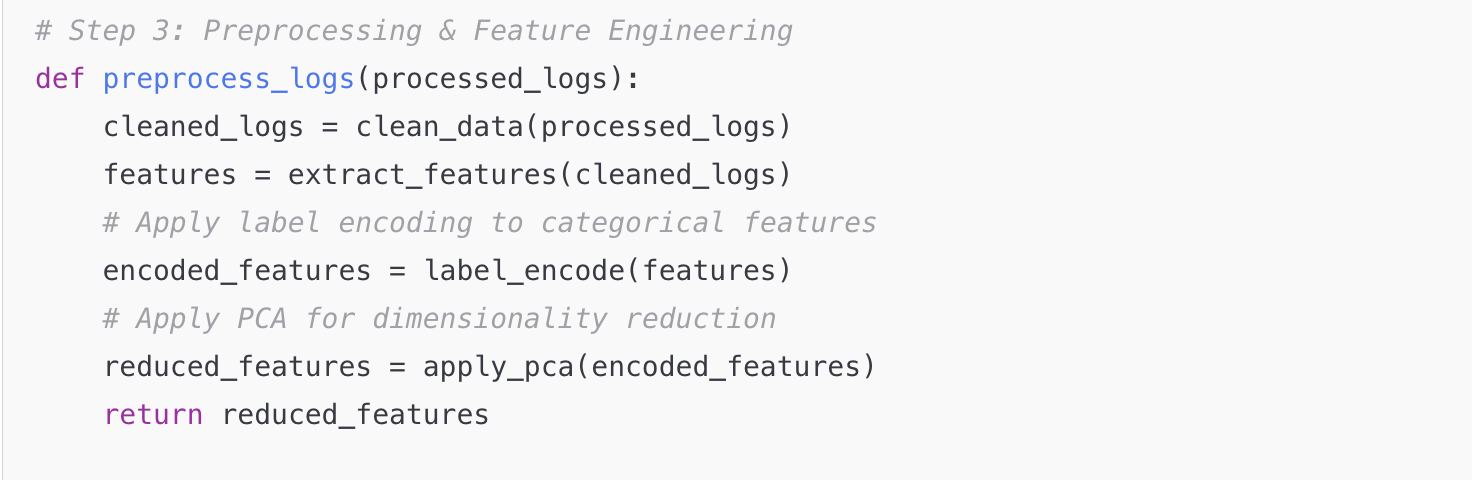 # Step 3: Preprocessing & Feature Engineering
def preprocess_logs(processed_logs):
    cleaned_logs = clean_data(processed_logs)
    features = extract_features(cleaned_logs)
    # Apply label encoding to categorical features
    encoded_features = label_encode(features)
    # Apply PCA for dimensionality reduction
    reduced_features = apply_pca(encoded_features)
    return reduced_features